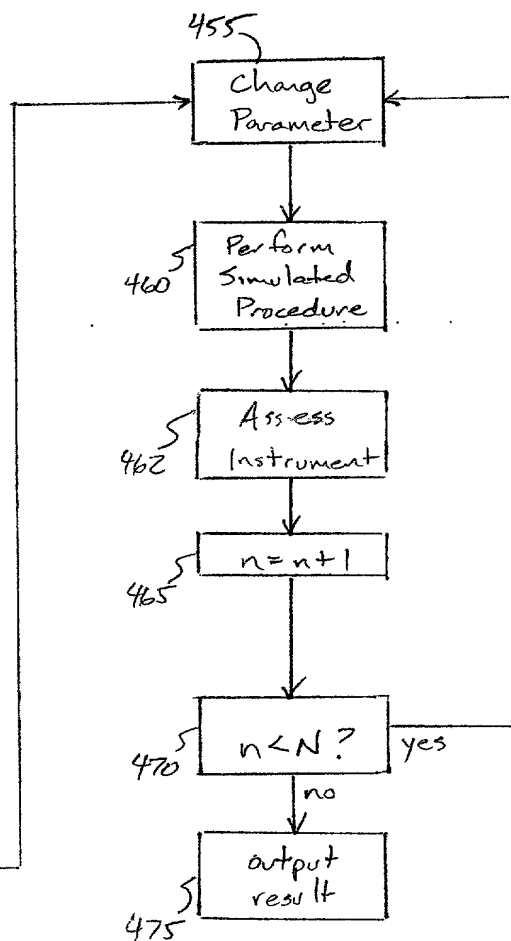 455
Change
Parameter
460
Perform
Simulated
Procedure
462
Assess
Instrument
465
n = n + 1
470
n < N ?
yes
no
475
output
result